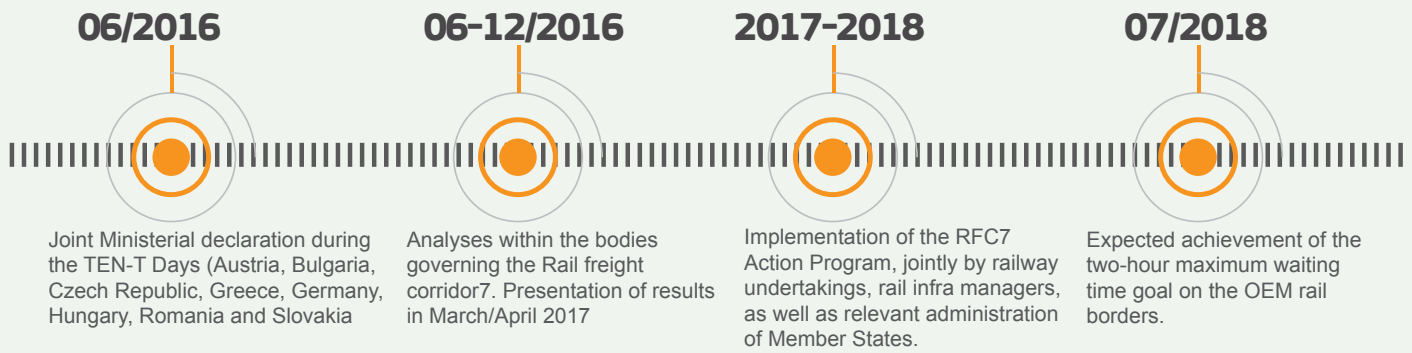 06/2016
Joint Ministerial declaration during
the TEN-T Days (Austria, Bulgaria,
Czech Republic, Greece, Germany,
Hungary, Romania and Slovakia
06-12/2016
Analyses within the bodies
governing the Rail freight
corridor7. Presentation of results
in March/April 2017
2017-2018
Implementation of the RFC7
Action Program, jointly by railway
undertakings, rail infra managers,
as well as relevant administration
of Member States.
07/2018
Expected achievement of the
two-hour maximum waiting
time goal on the OEM rail
borders.